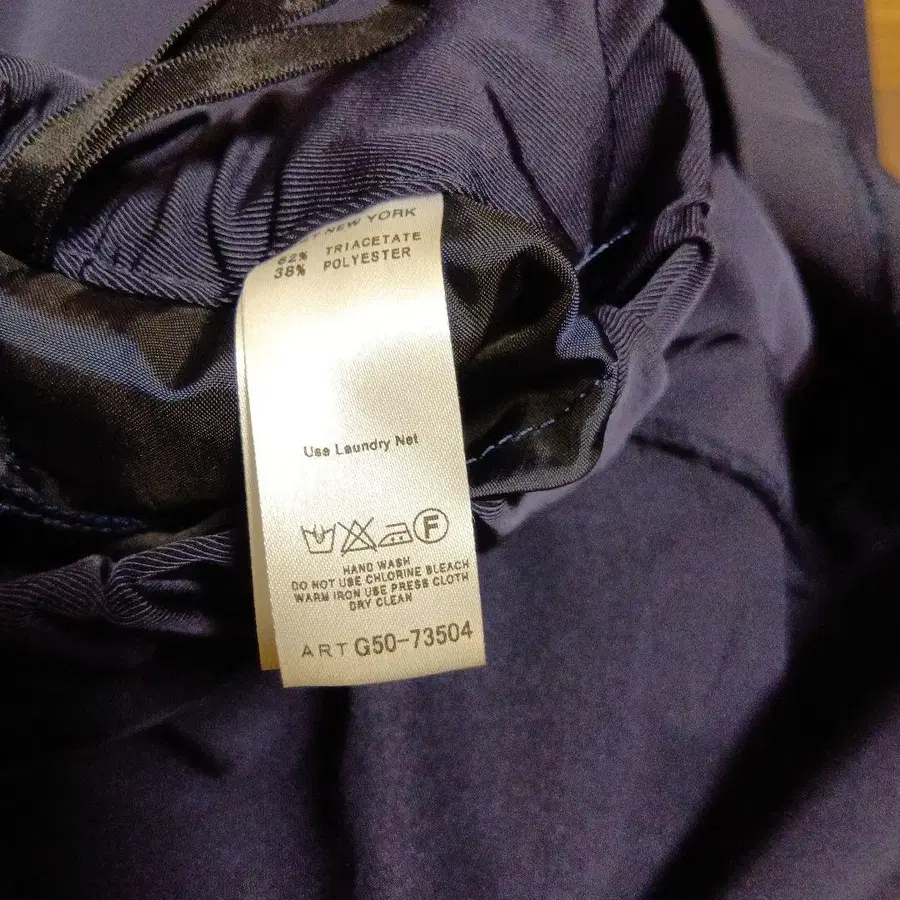 NEW YORK
62% TRIACETATE
38% POLYESTER
Use Laundry Net
F
HAND WASH
DO NOT USE CHLORINE BLEACH
WARM IRON USE PRESS CLOTH
DRY CLEAN
ART G50-73504